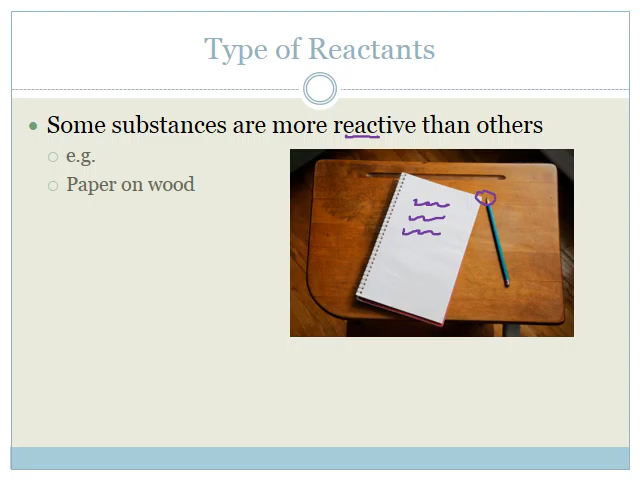 Type of Reactants
Some substances are more reactive than others
e.g.
Paper on wood